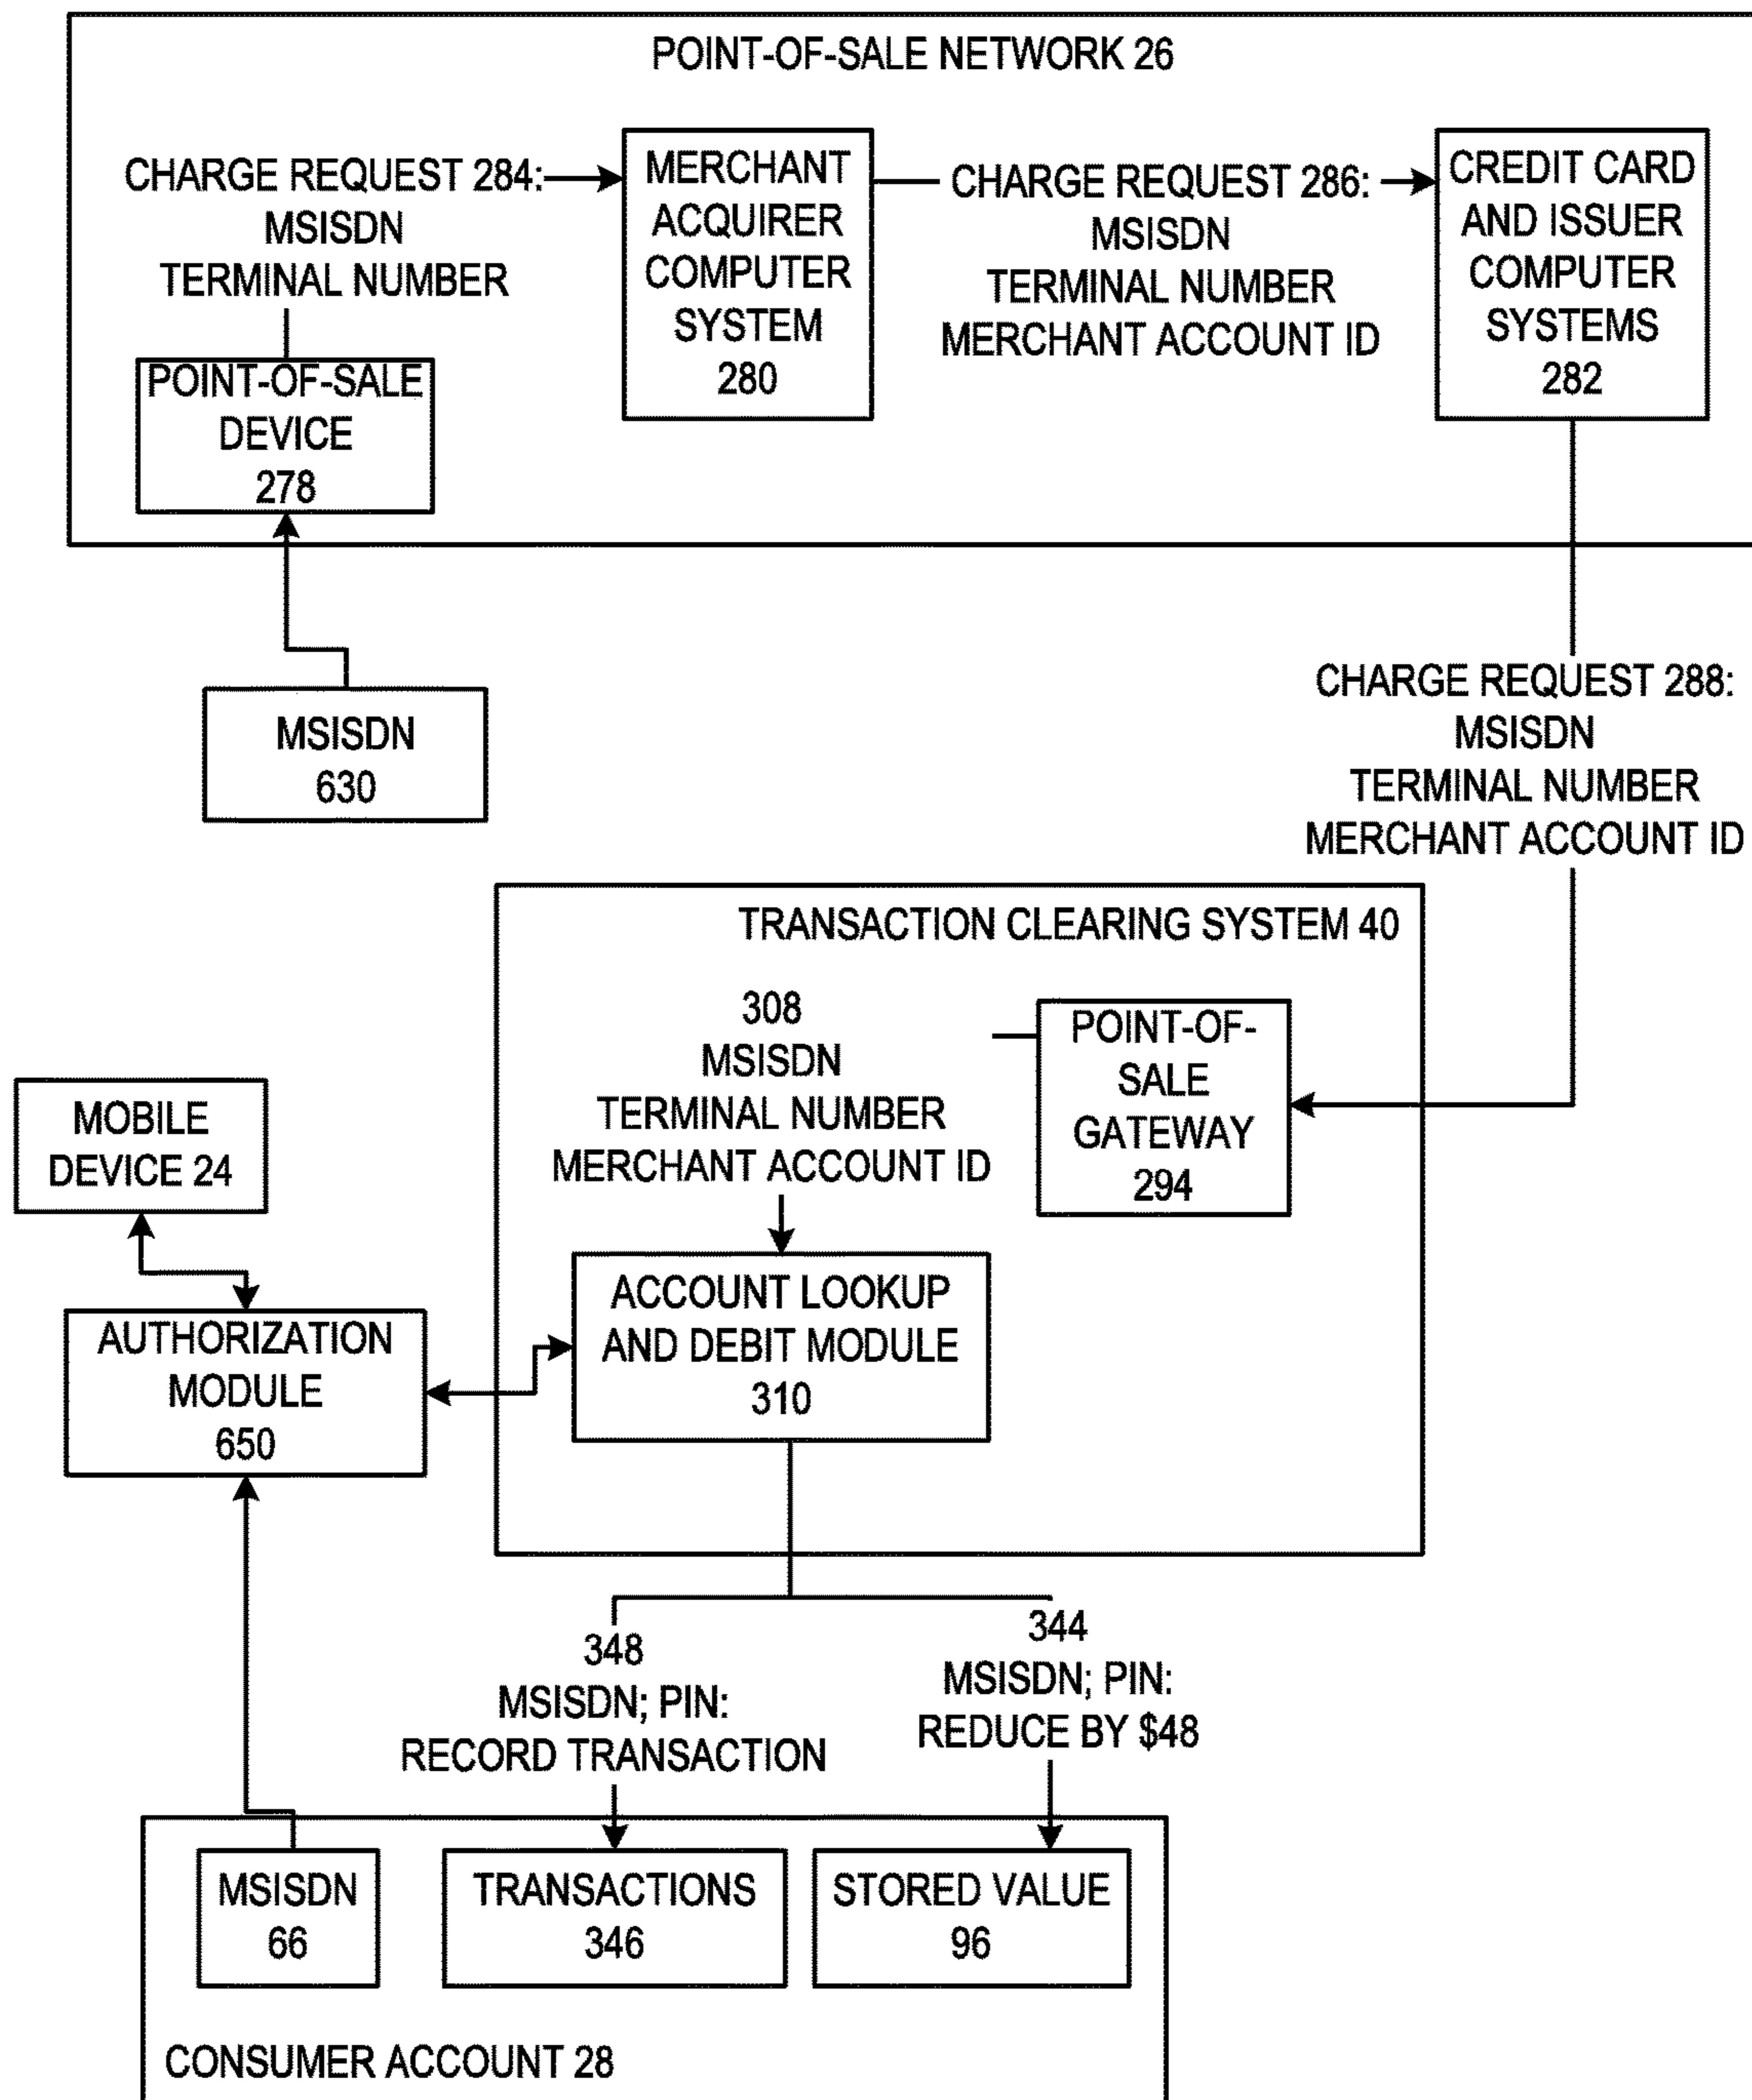 POINT-OF-SALE NETWORK 26
CHARGE REQUEST 284:
MSISDN
TERMINAL NUMBER
MERCHANT
ACQUIRER
COMPUTER
SYSTEM
280
CHARGE REQUEST 286:
MSISDN
TERMINAL NUMBER
MERCHANT ACCOUNT ID
CREDIT CARD
AND ISSUER
COMPUTER
SYSTEMS
282
POINT-OF-SALE
DEVICE
278
MSISDN
630
CHARGE REQUEST 288:
MSISDN
TERMINAL NUMBER
MERCHANT ACCOUNT ID
TRANSACTION CLEARING SYSTEM 40
308
MSISDN
TERMINAL NUMBER
MERCHANT ACCOUNT ID
POINT-OF-
SALE
GATEWAY
294
MOBILE
DEVICE 24
AUTHORIZATION
MODULE
650
ACCOUNT LOOKUP
AND DEBIT MODULE
310
348
MSISDN; PIN:
RECORD TRANSACTION
344
MSISDN; PIN:
REDUCE BY $48
MSISDN
66
TRANSACTIONS
346
STORED VALUE
96
CONSUMER ACCOUNT 28